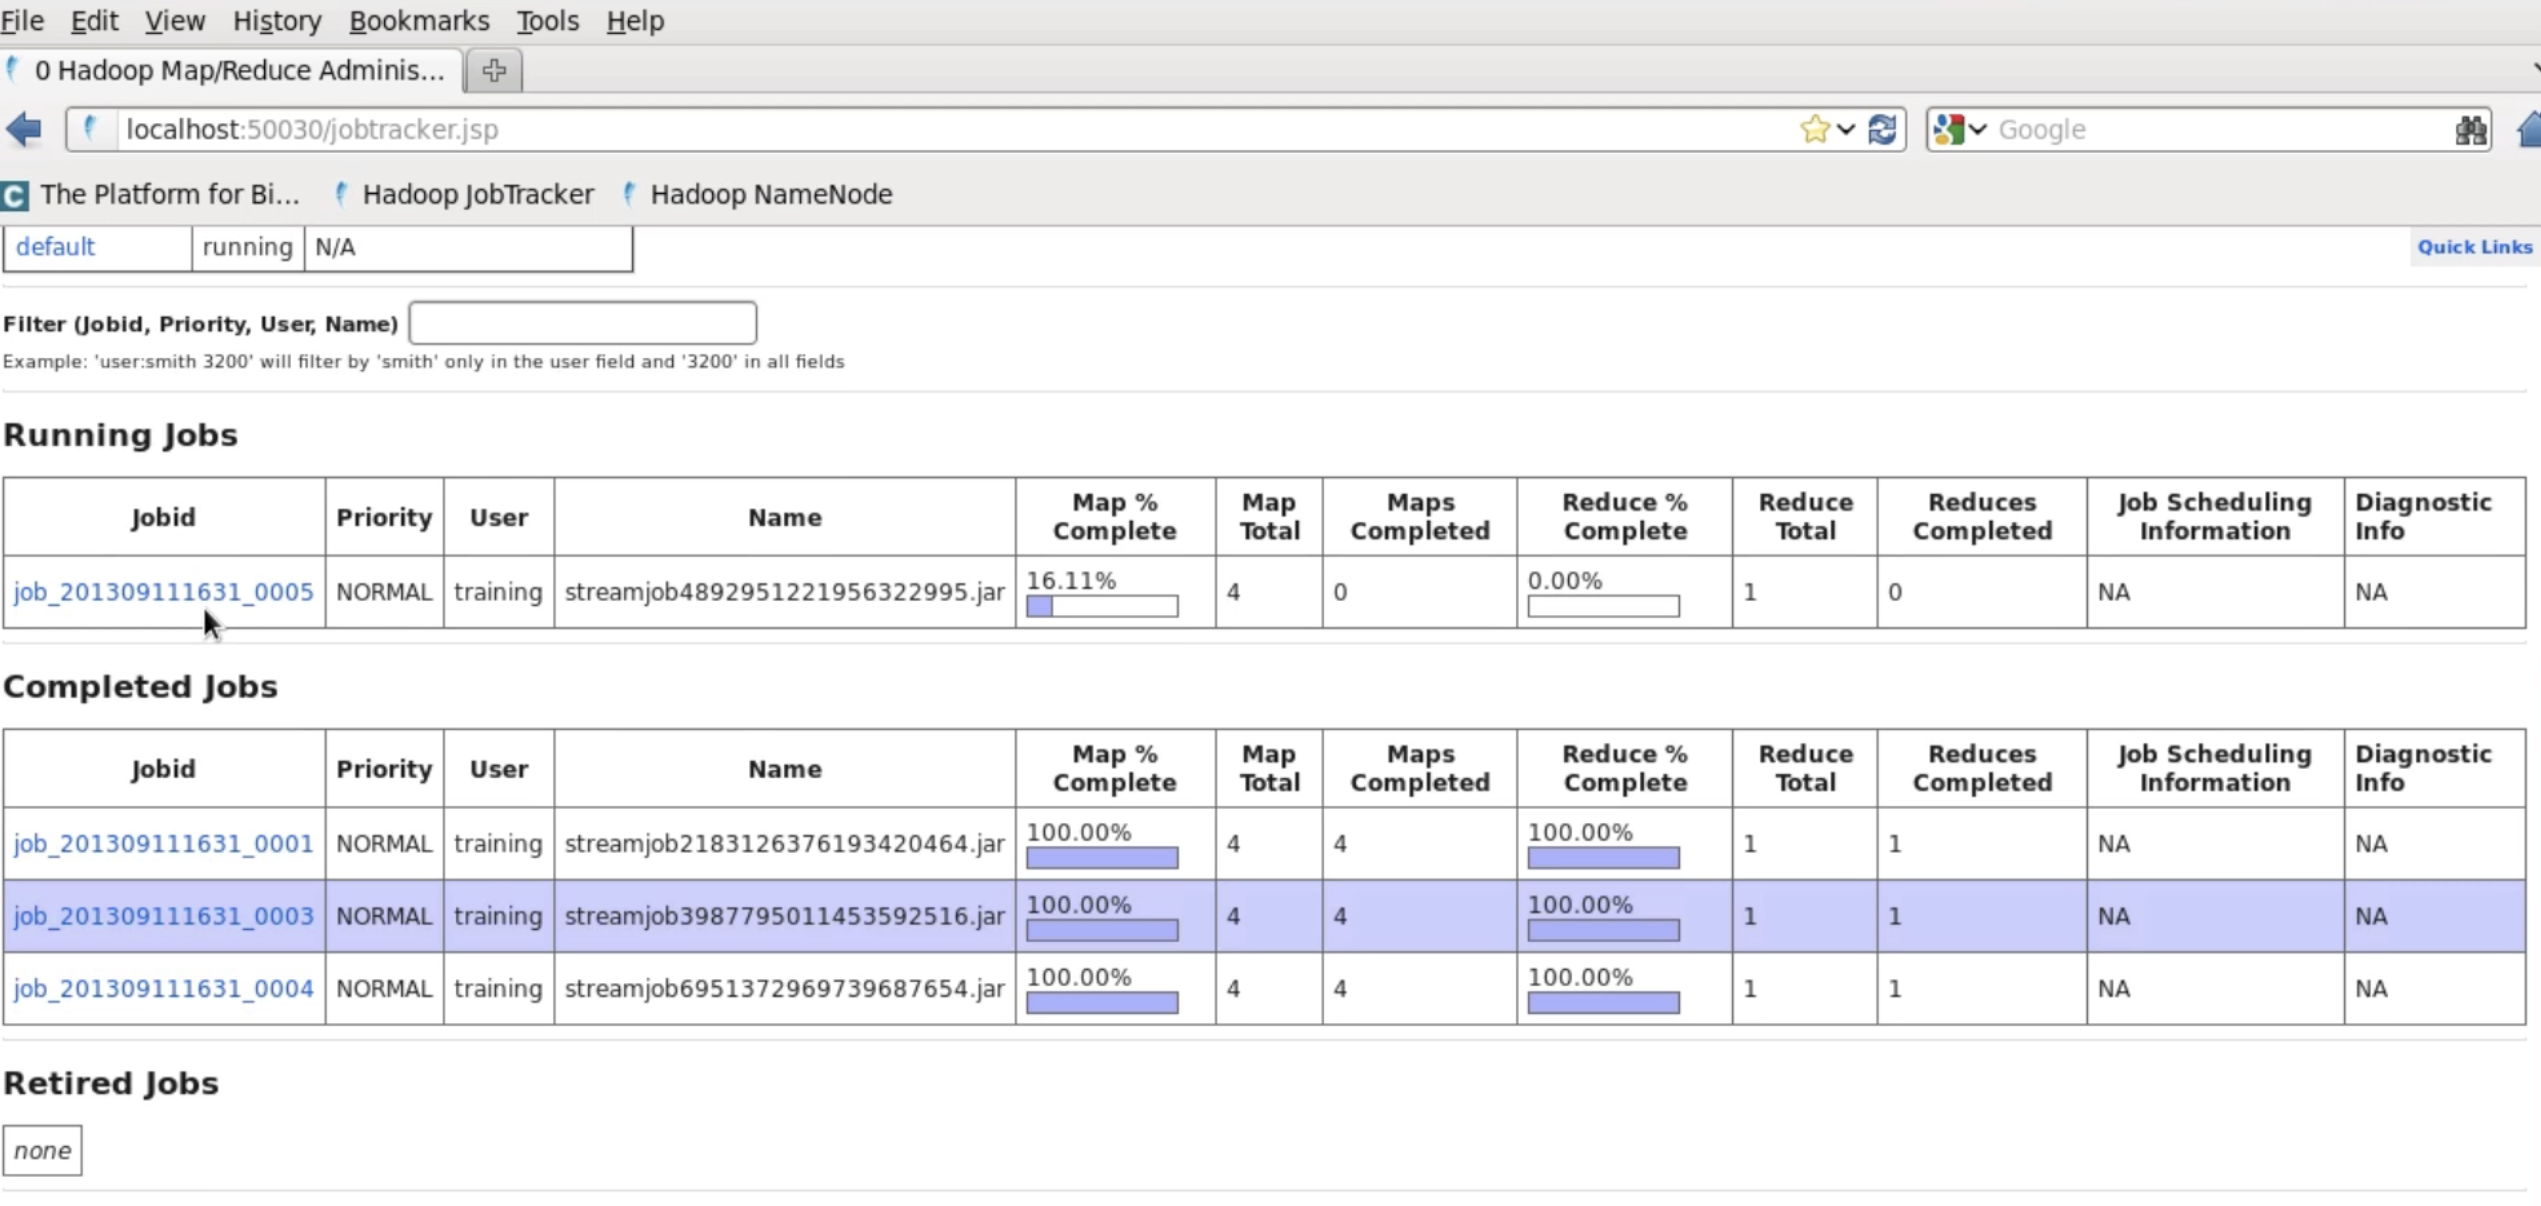 File Edit View History Bookmarks Tools Help
0 Hadoop Map/Reduce Adminis...
localhost:50030/jobtracker.jsp Google
The Platform for Bi... Hadoop JobTracker Hadoop NameNode
default running N/A Quick Links
Filter (Jobid, Priority, User, Name)
Example: 'user:smith 3200' will filter by 'smith' only in the user field and '3200' in all fields
Running Jobs
Jobid Priority User Name Map % Complete Map Total Maps Completed Reduce % Complete Reduce Total Reduces Completed Job Scheduling Information Diagnostic Info
job_201309111631_0005 NORMAL training streamjob4892951221956322995.jar 16.11% 4 0 0.00% 1 0 NA NA
Completed Jobs
Jobid Priority User Name Map % Complete Map Total Maps Completed Reduce % Complete Reduce Total Reduces Completed Job Scheduling Information Diagnostic Info
job_201309111631_0001 NORMAL training streamjob2183126376193420464.jar 100.00% 4 4 100.00% 1 1 NA NA
job_201309111631_0003 NORMAL training streamjob3987795011453592516.jar 100.00% 4 4 100.00% 1 1 NA NA
job_201309111631_0004 NORMAL training streamjob6951372969739687654.jar 100.00% 4 4 100.00% 1 1 NA NA
Retired Jobs
none